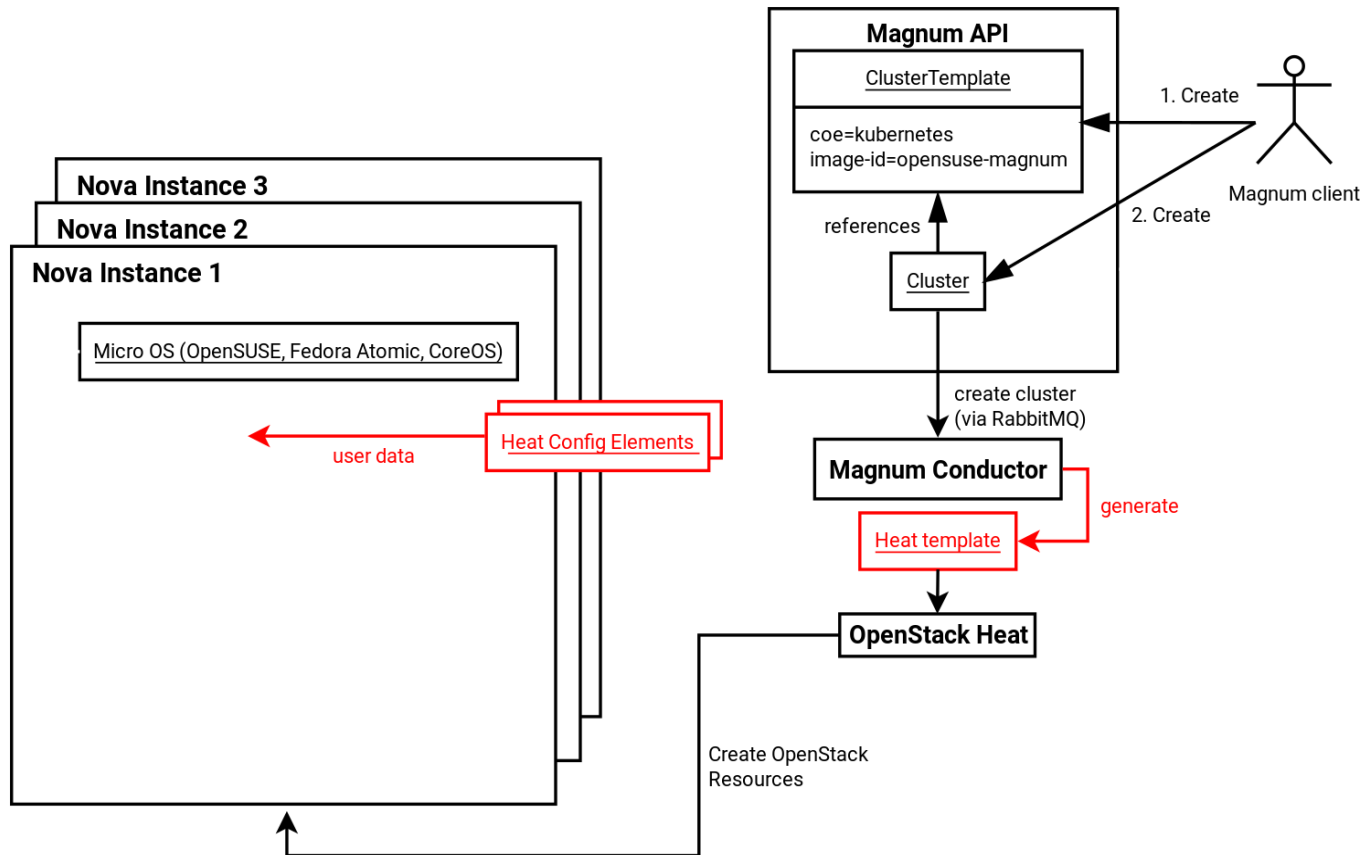 Magnum API
ClusterTemplate
coe=kubernetes
image-id=opensuse-magnum
1. Create
Magnum client
2. Create
references
Cluster
Nova Instance 3
Nova Instance 2
Nova Instance 1
Micro OS (OpenSUSE, Fedora Atomic, CoreOS)
create cluster
(via RabbitMQ)
Heat Config Elements
user data
Magnum Conductor
generate
Heat template
OpenStack Heat
Create OpenStack
Resources